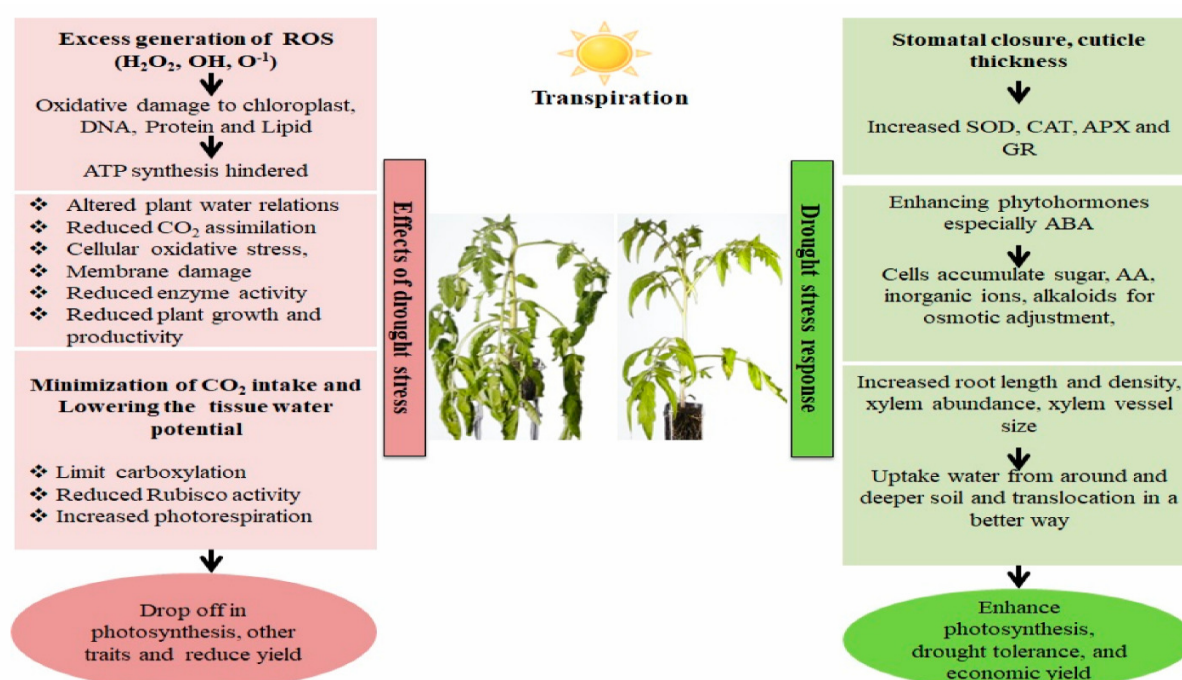 Excess generation of ROS
(H₂O₂, OH, O⁻¹)
Oxidative damage to chloroplast,
DNA, Protein and Lipid
ATP synthesis hindered
❖ Altered plant water relations
❖ Reduced CO₂ assimilation
❖ Cellular oxidative stress,
❖ Membrane damage
❖ Reduced enzyme activity
❖ Reduced plant growth and
productivity
Minimization of CO₂ intake and
Lowering the tissue water
potential
❖ Limit carboxylation
❖ Reduced Rubisco activity
❖ Increased photorespiration
Drop off in
photosynthesis, other
traits and reduce yield
Transpiration
Effects of drought stress
Drought stress response
Stomatal closure, cuticle
thickness
Increased SOD, CAT, APX and
GR
Enhancing phytohormones
especially ABA
Cells accumulate sugar, AA,
inorganic ions, alkaloids for
osmotic adjustment,
Increased root length and density,
xylem abundance, xylem vessel
size
Uptake water from around and
deeper soil and translocation in a
better way
Enhance
photosynthesis,
drought tolerance, and
economic yield